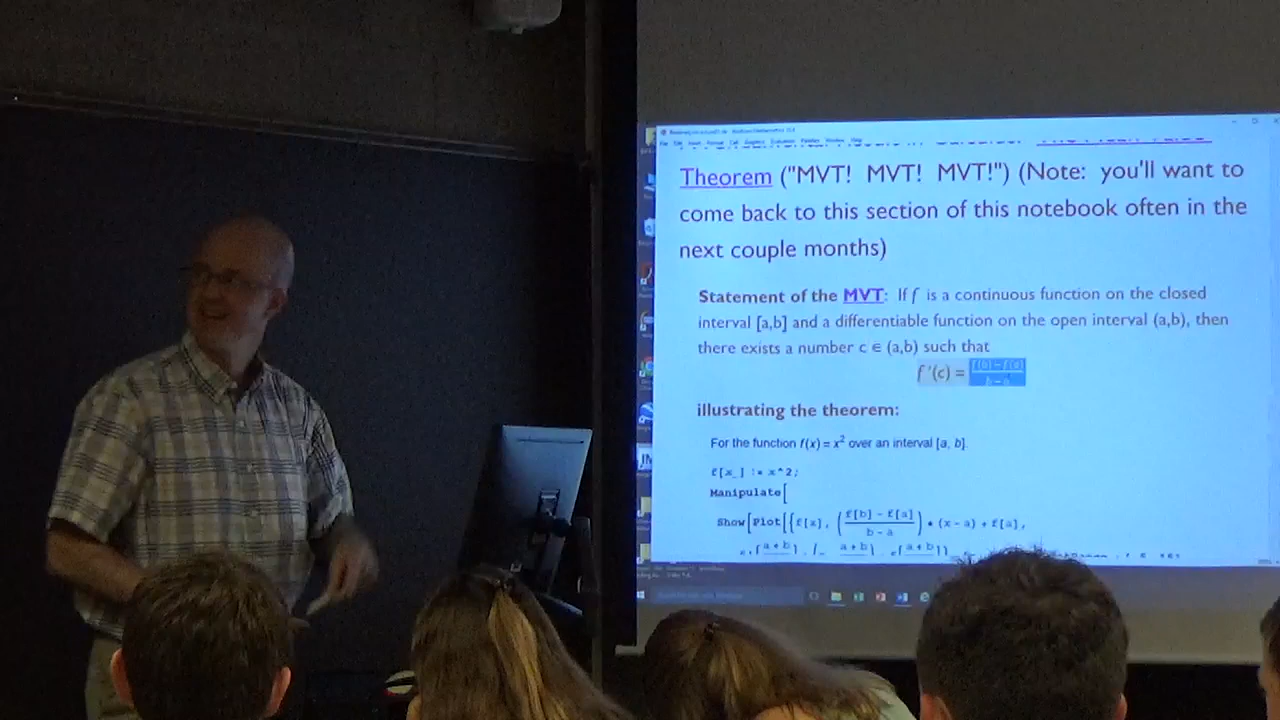 Theorem ("MVT! MVT! MVT!") (Note: you'll want to
come back to this section of this notebook often in the
next couple months)
Statement of the MVT: If f is a continuous function on the closed
interval [a,b] and a differentiable function on the open interval (a,b), then
there exists a number c ∈ (a,b) such that
f '(c) = f(b) − f(a) / b − a
illustrating the theorem:
For the function f(x) = x² over an interval [a, b].
f[x_] := x^2;
Manipulate[
Show[Plot[{f[x], (f[b] − f[a] / b − a) * (x − a) + f[a],